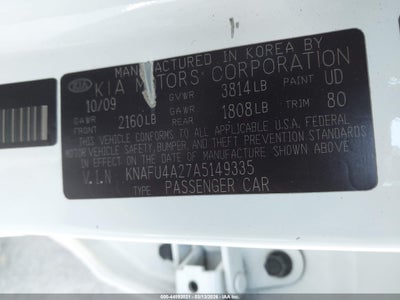 MANUFACTURED IN KOREA BY
KIA KIA MOTORS CORPORATION
10/09 GVWR 3814LB PAINT UD
GAWR FRONT 2160LB GAWR REAR 1808LB TRIM 80
THIS VEHICLE CONFORMS TO ALL APPLICABLE U.S.A. FEDERAL
MOTOR VEHICLE SAFETY, BUMPER, AND THEFT PREVENTION STANDARDS
IN EFFECT ON THE DATE OF MANUFACTURE SHOWN ABOVE.
V.I.N KNAFU4A27A5149335
TYPE: PASSENGER CAR